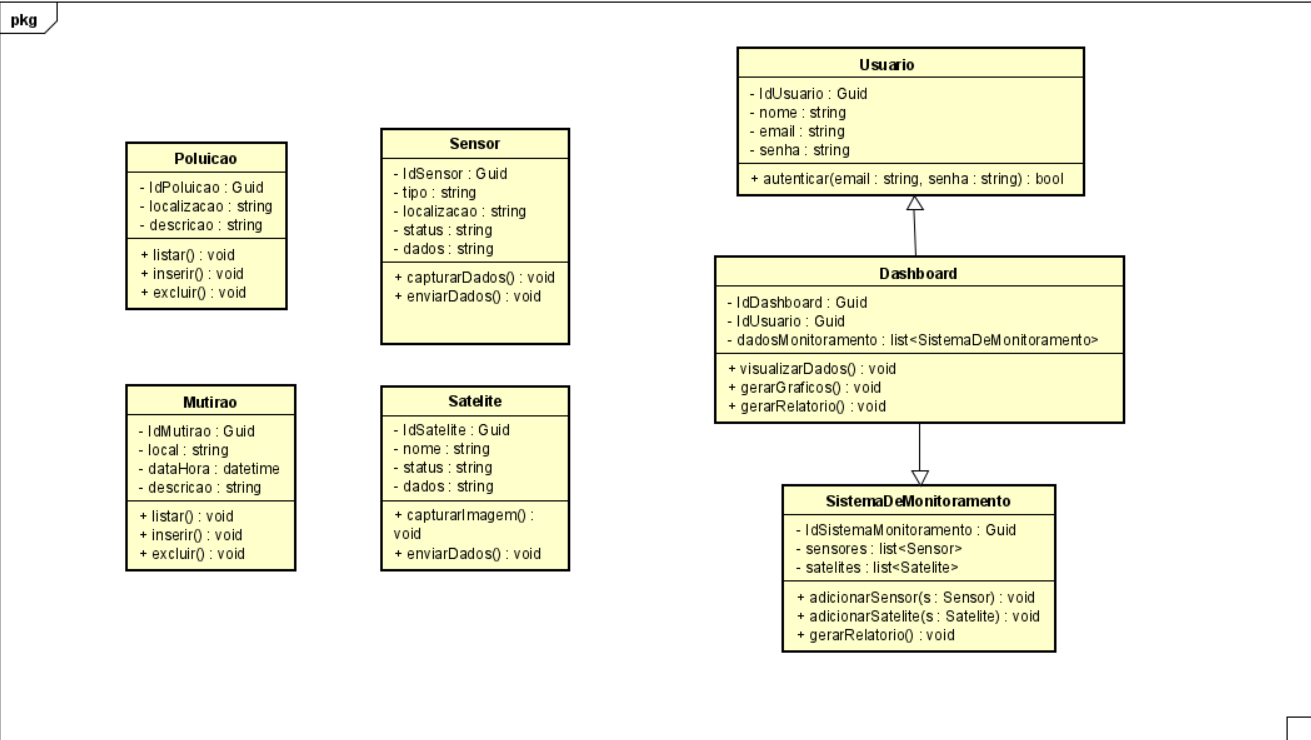 pkg
Poluicao
- IdPoluicao : Guid
- localizacao : string
- descricao : string
+ listar() : void
+ inserir() : void
+ excluir() : void
Sensor
- IdSensor : Guid
- tipo : string
- localizacao : string
- status : string
- dados : string
+ capturarDados() : void
+ enviarDados() : void
Usuario
- IdUsuario : Guid
- nome : string
- email : string
- senha : string
+ autenticar(email : string, senha : string) : bool
Dashboard
- IdDashboard : Guid
- IdUsuario : Guid
- dadosMonitoramento : list<SistemaDeMonitoramento>
+ visualizarDados() : void
+ gerarGraficos() : void
+ gerarRelatorio() : void
Mutirao
- IdMutirao : Guid
- local : string
- dataHora : datetime
- descricao : string
+ listar() : void
+ inserir() : void
+ excluir() : void
Satelite
- IdSatelite : Guid
- nome : string
- status : string
- dados : string
+ capturarImagem() :
void
+ enviarDados() : void
SistemaDeMonitoramento
- IdSistemaMonitoramento : Guid
- sensores : list<Sensor>
- satelites : list<Satelite>
+ adicionarSensor(s : Sensor) : void
+ adicionarSatelite(s : Satelite) : void
+ gerarRelatorio() : void